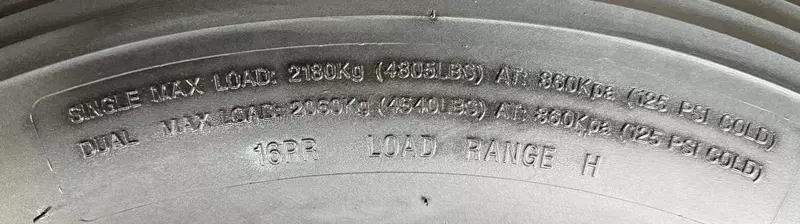 SINGLE MAX LOAD: 2180Kg (4805LBS) AT: 860Kpa (125 PSI COLD)
DUAL MAX LOAD: 2060Kg (4540LBS) AT: 860Kpa (125 PSI COLD)
16PR LOAD RANGE H